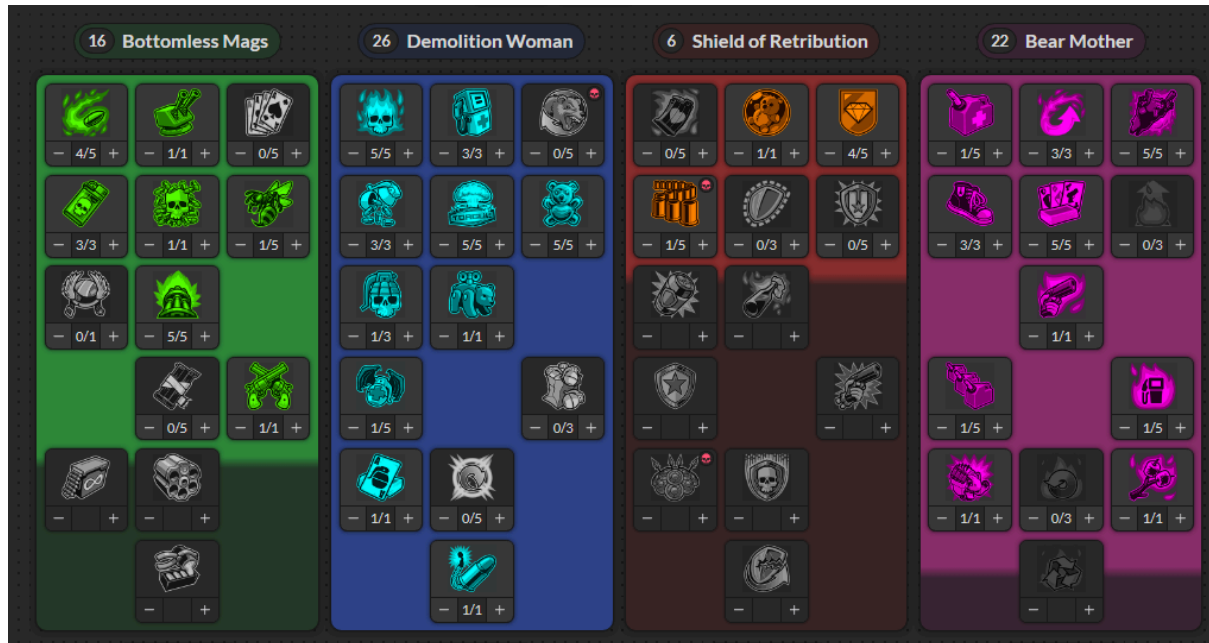 16 Bottomless Mags 26 Demolition Woman 6 Shield of Retribution 22 Bear Mother
− 4/5 + − 1/1 + − 0/5 + − 5/5 + − 3/3 + − 0/5 + − 0/5 + − 1/1 + − 4/5 + − 1/5 + − 3/3 + − 5/5 +
TORGUE
− 3/3 + − 1/1 + − 1/5 + − 3/3 + − 5/5 + − 5/5 + − 1/5 + − 0/3 + − 0/5 + − 3/3 + − 5/5 + − 0/3 +
− 0/1 + − 5/5 + − 1/3 + − 1/1 + − + − + − 1/1 +
− 0/5 + − 1/1 + − 1/5 + − 0/3 + − + − + − 1/5 + − 1/5 +
− + − + − 1/1 + − 0/5 + − + − + − 1/1 + − 0/3 + − 1/1 +
− + − 1/1 + − + − +